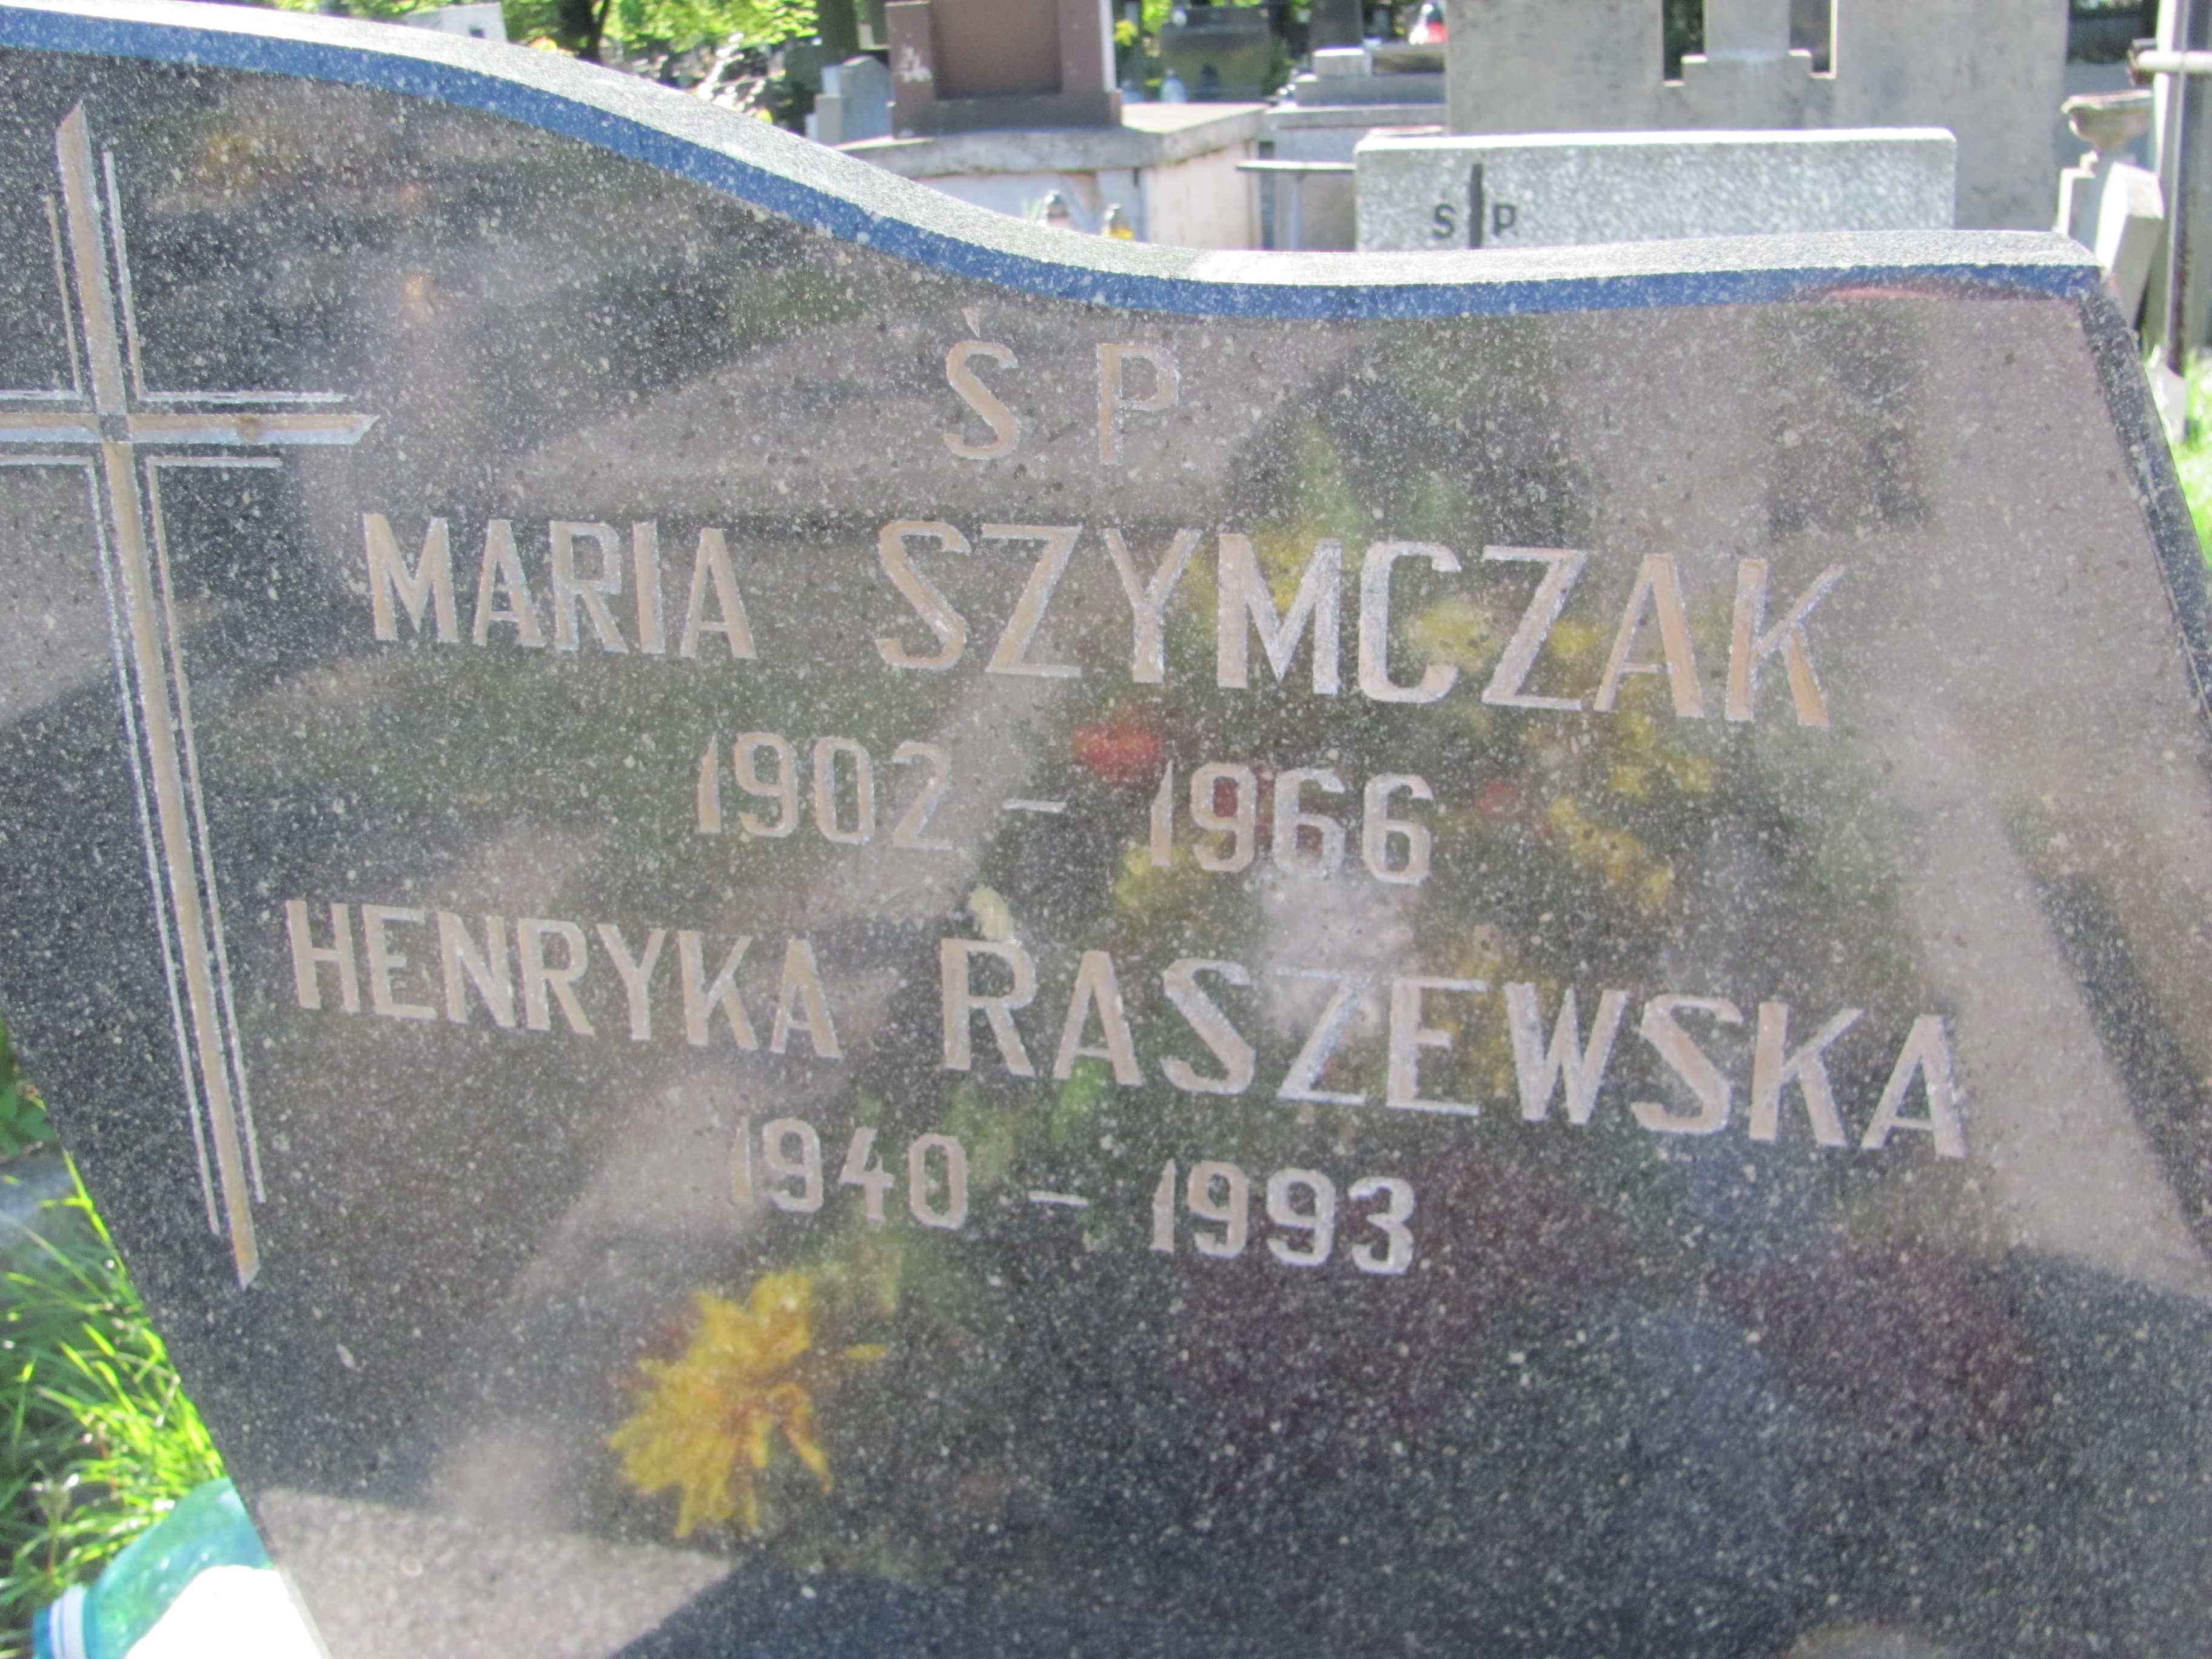 S P
Ś P
MARIA SZYMCZAK
1902 - 1966
HENRYKA RASZEWSKA
1940 - 1993